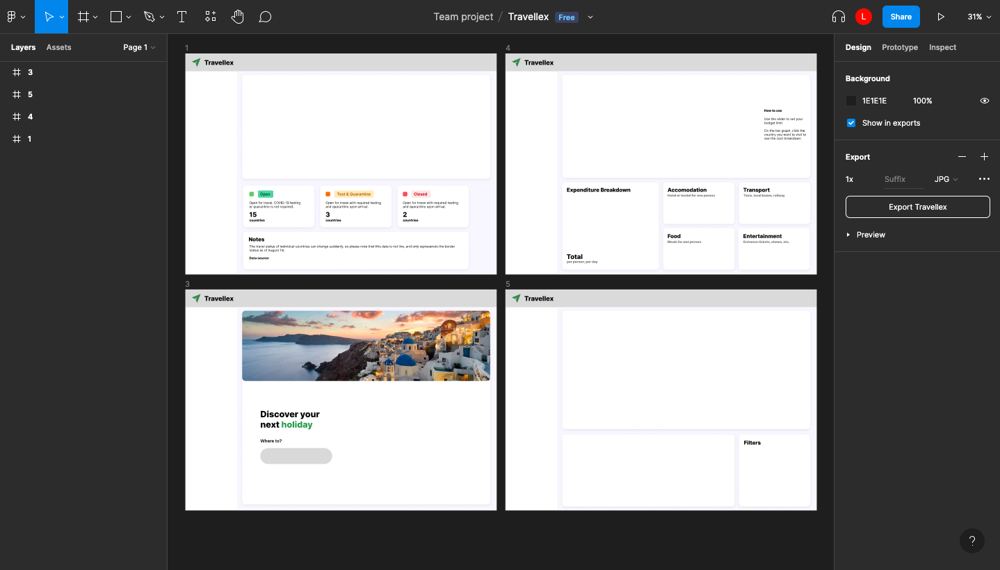 Team project / Travellex Free
L
Share
31%
Layers Assets Page 1
3
5
4
1
1
Travellex
Open
Open for travel. COVID-19 testing
or quarantine is not required.
15
countries
Test & Quarantine
Open for travel with required testing
and quarantine upon arrival.
3
countries
Closed
Open for travel with required testing
and quarantine upon arrival.
2
countries
Notes
The travel status of individual countries can change suddenly, so please note that this data is not live, and only represensts the border
status as of August 1st.
Data source:
4
Travellex
How to use
Use the slider to set your
budget limit.
On the bar graph, click the
country you want to visit to
see the cost breakdown
Expenditure Breakdown
Total
per person, per day
Accomodation
Hotel or hostel for one person
Transport
Taxis, local buses, railway
Food
Meals for one person
Entertainment
Entrance tickets, shows, etc.
3
Travellex
Discover your
next holiday
Where to?
5
Travellex
Filters
Design Prototype Inspect
Background
1E1E1E 100%
Show in exports
Export
1x Suffix JPG
Export Travellex
Preview
?